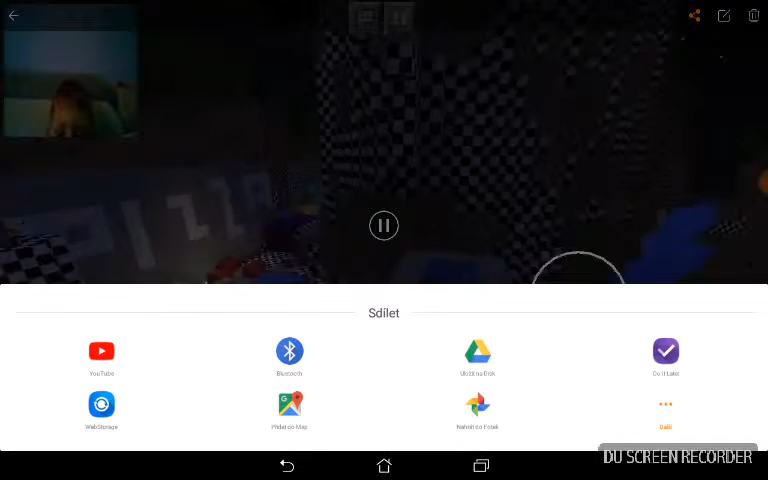 Sdílet
YouTube
Bluetooth
Uložit na Disk
Do It Later
WebStorage
Přidat do Map
Nahrát do Fotek
Další
DU SCREEN RECORDER